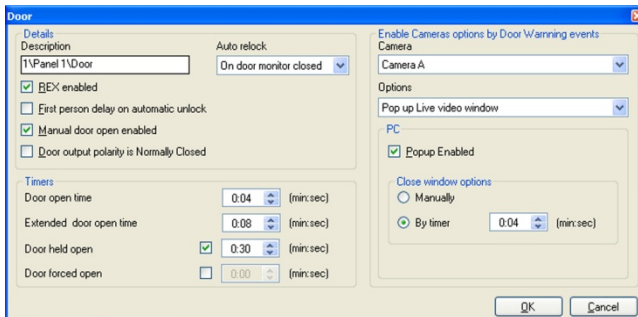 Door
Details
Description
Auto relock
1\Panel 1\Door
On door monitor closed
REX enabled
First person delay on automatic unlock
Manual door open enabled
Door output polarity is Normally Closed
Timers
Door open time 0:04 (min:sec)
Extended door open time 0:08 (min:sec)
Door held open 0:30 (min:sec)
Door forced open 0:00 (min:sec)
Enable Cameras options by Door Warnning events
Camera
Camera A
Options
Pop up Live video window
PC
Popup Enabled
Close window options
Manually
By timer 0:04 (min:sec)
OK Cancel